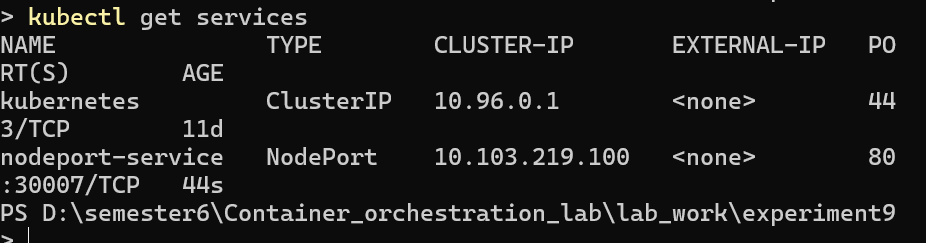 > kubectl get services
NAME TYPE CLUSTER-IP EXTERNAL-IP PO
RT(S) AGE
kubernetes ClusterIP 10.96.0.1 <none> 44
3/TCP 11d
nodeport-service NodePort 10.103.219.100 <none> 80
:30007/TCP 44s
PS D:\semester6\Container_orchestration_lab\lab_work\experiment9
>